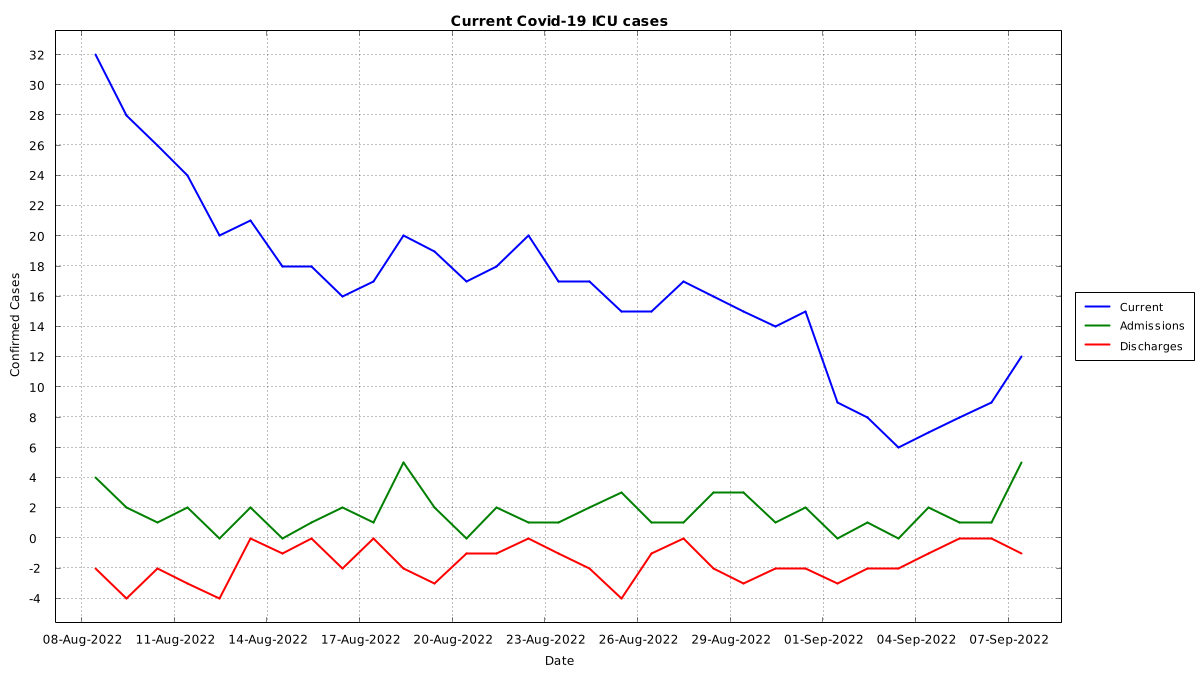 Current Covid-19 ICU cases
32
30
28
26
24
22
20
18
16
14
12
10
8
6
4
2
0
-2
-4
Confirmed Cases
08-Aug-2022 11-Aug-2022 14-Aug-2022 17-Aug-2022 20-Aug-2022 23-Aug-2022 26-Aug-2022 29-Aug-2022 01-Sep-2022 04-Sep-2022 07-Sep-2022
Date
Current
Admissions
Discharges